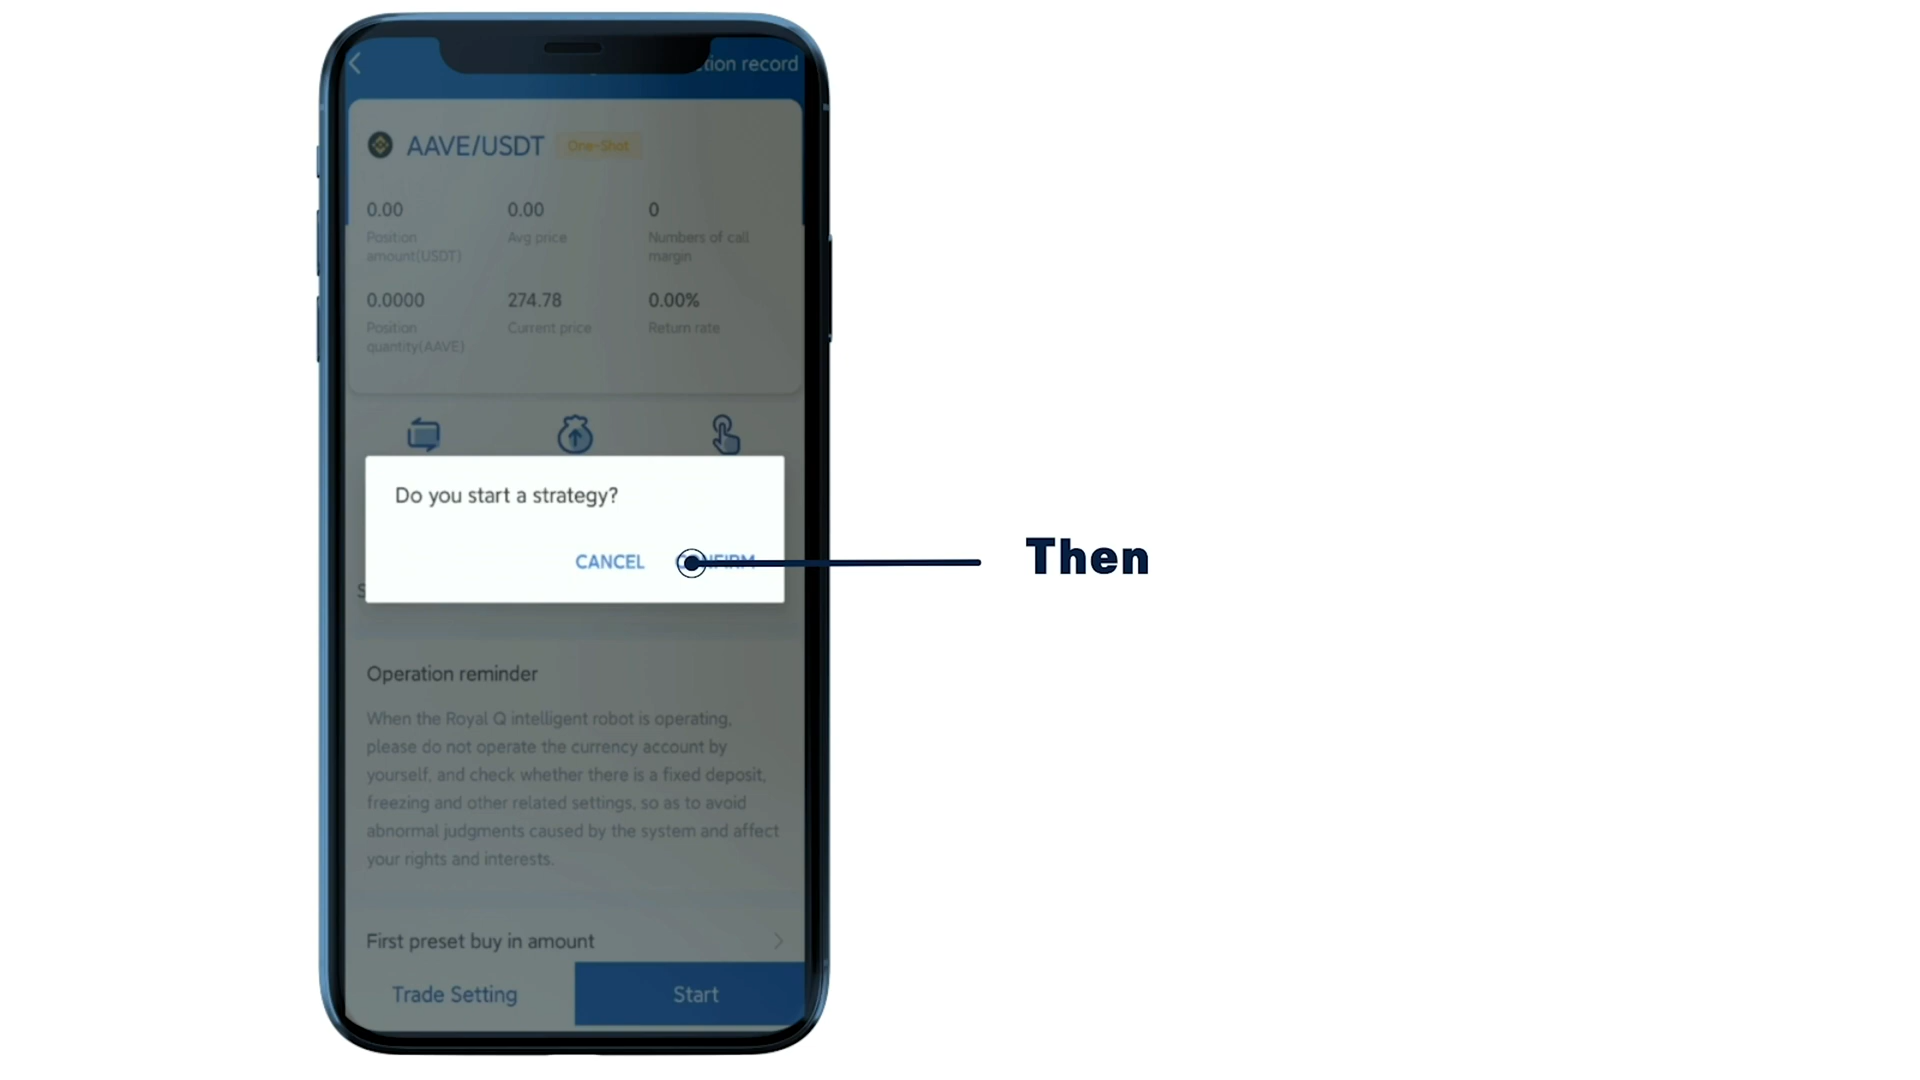 tion record
AAVE/USDT One-Shot
0.00 0.00 0
Position Avg price Numbers of call
amount(USDT) margin
0.0000 274.78 0.00%
Position Current price Return rate
quantity(AAVE)
Do you start a strategy?
CANCEL CONFIRM
Then
S
Operation reminder
When the Royal Q intelligent robot is operating,
please do not operate the currency account by
yourself, and check whether there is a fixed deposit,
freezing and other related settings, so as to avoid
abnormal judgments caused by the system and affect
your rights and interests.
First preset buy in amount
Trade Setting Start